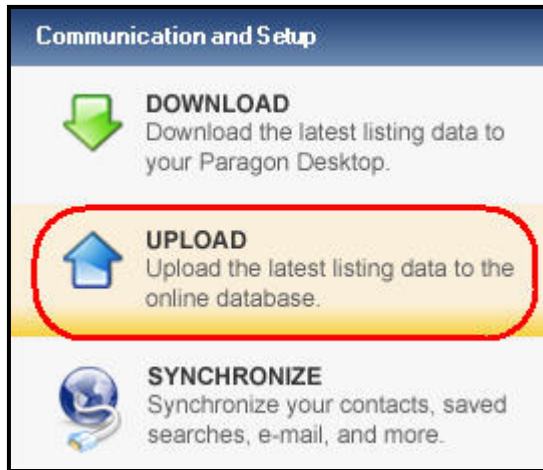 Communication and Setup
DOWNLOAD
Download the latest listing data to
your Paragon Desktop.
UPLOAD
Upload the latest listing data to the
online database.
SYNCHRONIZE
Synchronize your contacts, saved
searches, e-mail, and more.